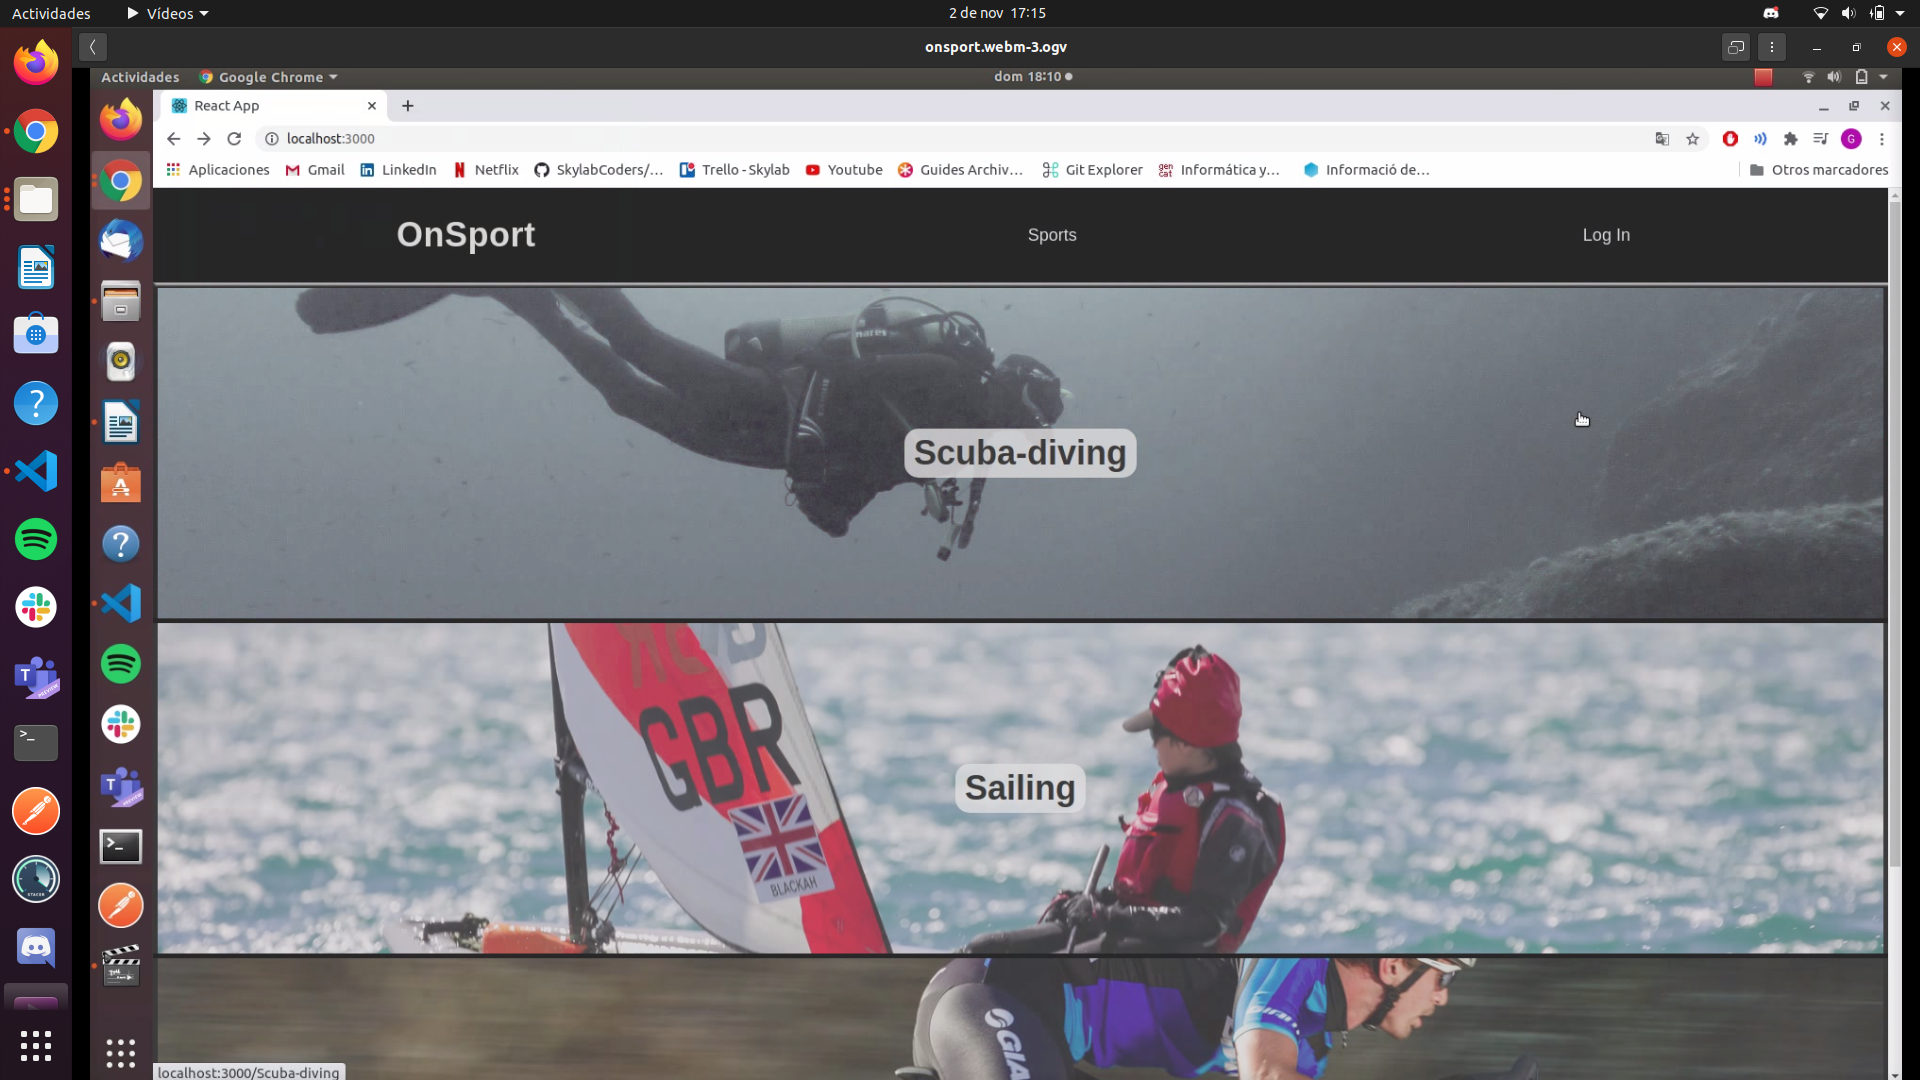 Actividades
Vídeos
2 de nov 17:15
onsport.webm-3.ogv
Actividades
Google Chrome
dom 18:10
React App
localhost:3000
G
Aplicaciones
Gmail
LinkedIn
Netflix
SkylabCoders/...
Trello - Skylab
Youtube
Guides Archiv...
Git Explorer
Informática y...
Informació de...
Otros marcadores
OnSport
Sports
Log In
mares
Scuba-diving
GBR
BLACKAH
Sailing
GIA
localhost:3000/Scuba-diving